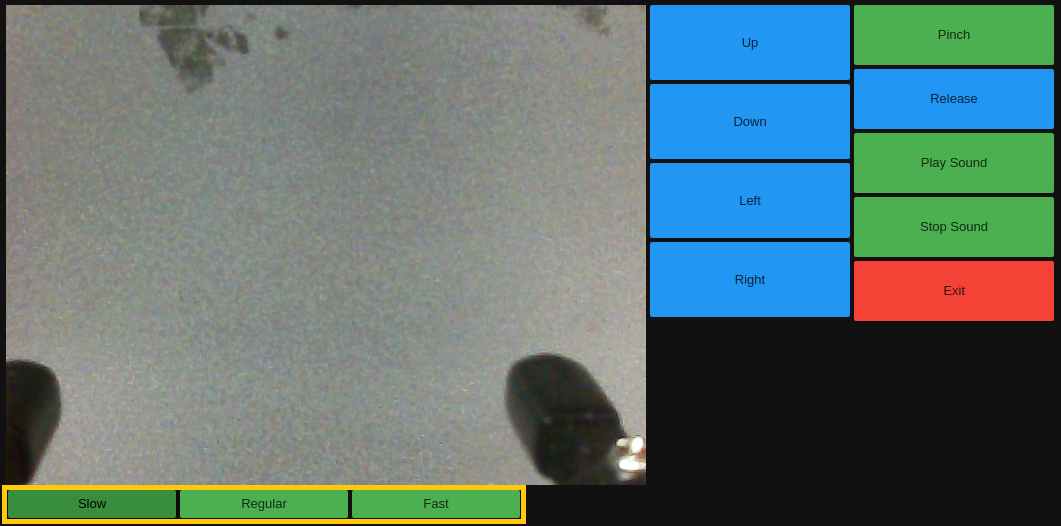 Up
Down
Left
Right
Pinch
Release
Play Sound
Stop Sound
Exit
Slow
Regular
Fast